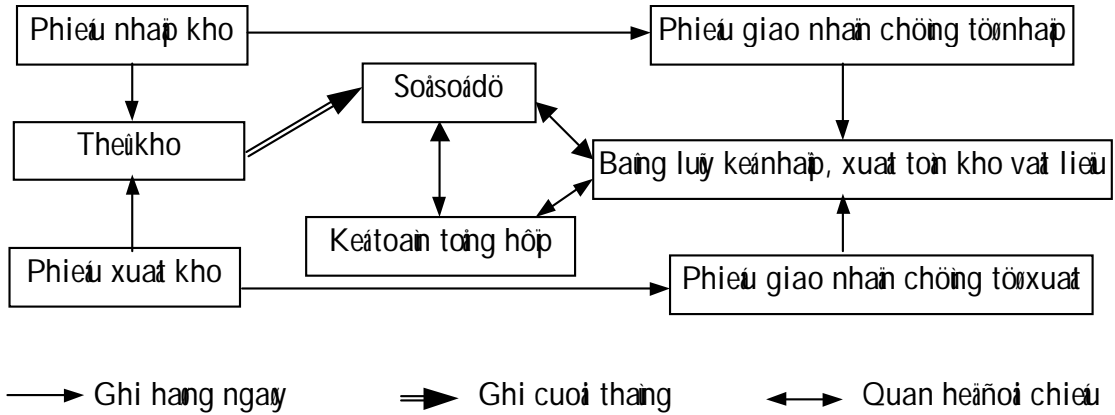 Phieáu nhaäp kho
Phieáu giao nhaän chöùng töø nhaäp
Soå soá dö
Theû kho
Baûng luõy keá nhaäp, xuaát toàn kho vaät lieäu
Keá toaùn toång hôïp
Phieáu xuaát kho
Phieáu giao nhaän chöùng töø xuaát
Ghi haøng ngaøy
Ghi cuoái thaùng
Quan heä ñoái chieáu